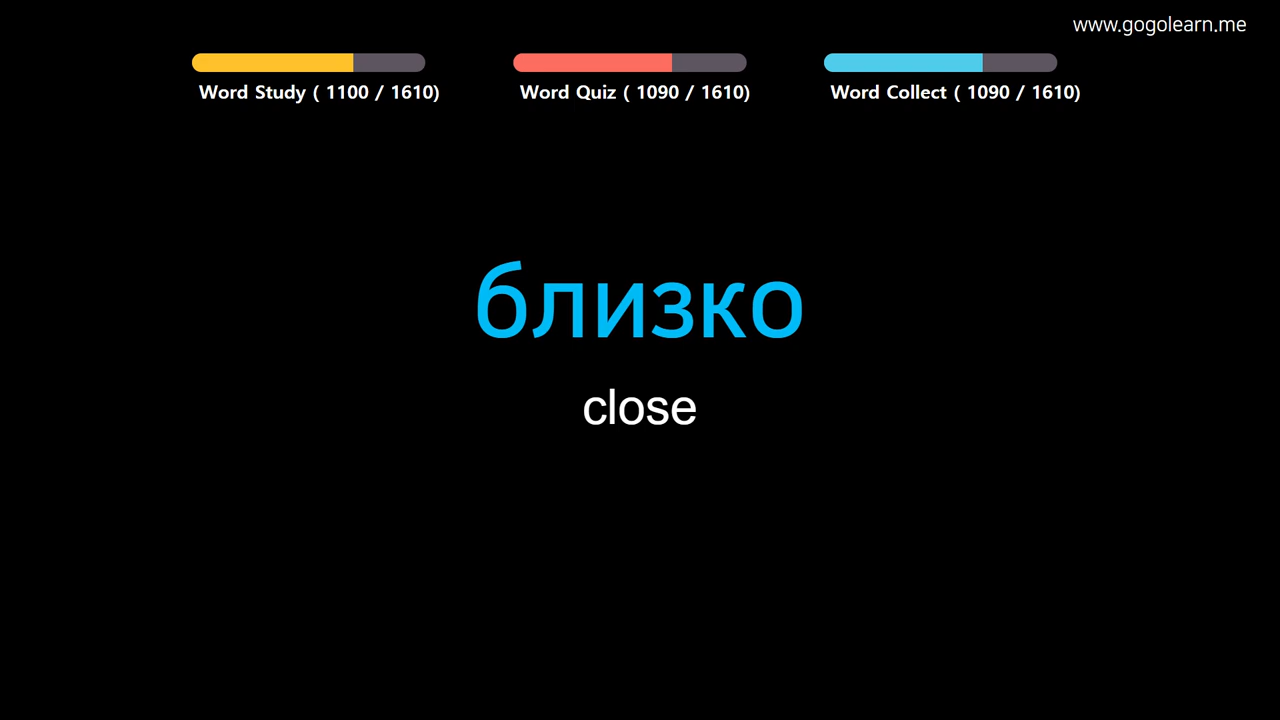 www.gogolearn.me
Word Study ( 1100 / 1610)
Word Quiz ( 1090 / 1610)
Word Collect ( 1090 / 1610)
близко
close